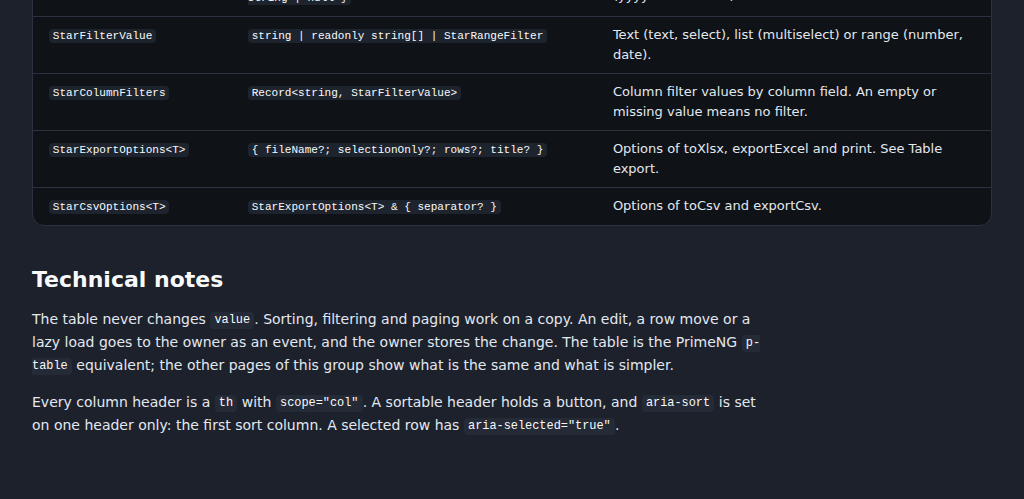 StarFilterValue string | readonly string[] | StarRangeFilter Text (text, select), list (multiselect) or range (number,
date).
StarColumnFilters Record<string, StarFilterValue> Column filter values by column field. An empty or
missing value means no filter.
StarExportOptions<T> { fileName?; selectionOnly?; rows?; title? } Options of toXlsx, exportExcel and print. See Table
export.
StarCsvOptions<T> StarExportOptions<T> & { separator? } Options of toCsv and exportCsv.
Technical notes
The table never changes value. Sorting, filtering and paging work on a copy. An edit, a row move or a
lazy load goes to the owner as an event, and the owner stores the change. The table is the PrimeNG p-
table equivalent; the other pages of this group show what is the same and what is simpler.
Every column header is a th with scope="col". A sortable header holds a button, and aria-sort is set
on one header only: the first sort column. A selected row has aria-selected="true".